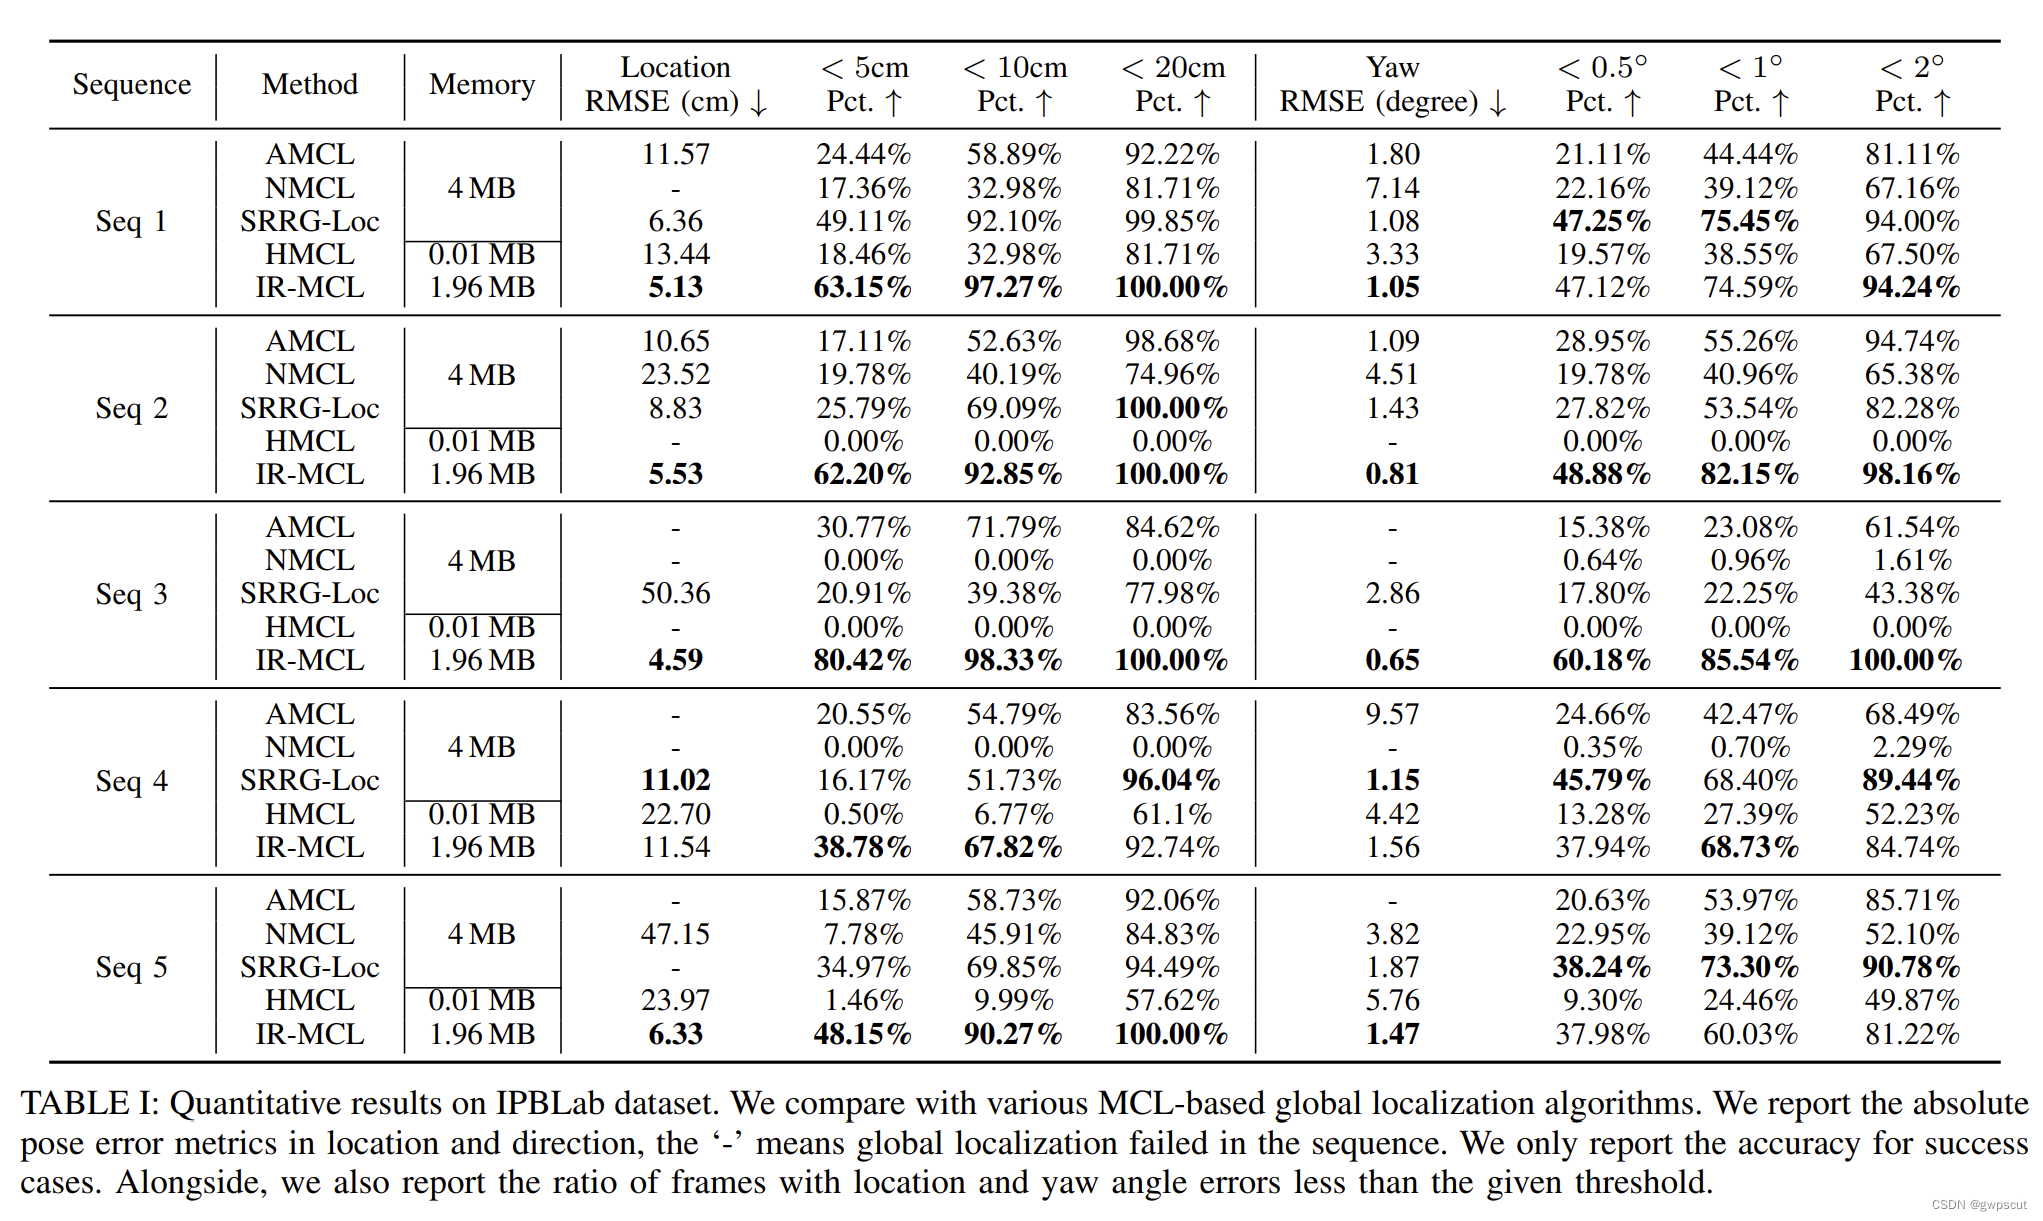 Sequence Method Memory Location RMSE (cm) ↓ < 5cm Pct. ↑ < 10cm Pct. ↑ < 20cm Pct. ↑ Yaw RMSE (degree) ↓ < 0.5° Pct. ↑ < 1° Pct. ↑ < 2° Pct. ↑
AMCL 11.57 24.44% 58.89% 92.22% 1.80 21.11% 44.44% 81.11%
NMCL 4 MB - 17.36% 32.98% 81.71% 7.14 22.16% 39.12% 67.16%
Seq 1 SRRG-Loc 6.36 49.11% 92.10% 99.85% 1.08 47.25% 75.45% 94.00%
HMCL 0.01 MB 13.44 18.46% 32.98% 81.71% 3.33 19.57% 38.55% 67.50%
IR-MCL 1.96 MB 5.13 63.15% 97.27% 100.00% 1.05 47.12% 74.59% 94.24%
AMCL 10.65 17.11% 52.63% 98.68% 1.09 28.95% 55.26% 94.74%
NMCL 4 MB 23.52 19.78% 40.19% 74.96% 4.51 19.78% 40.96% 65.38%
Seq 2 SRRG-Loc 8.83 25.79% 69.09% 100.00% 1.43 27.82% 53.54% 82.28%
HMCL 0.01 MB - 0.00% 0.00% 0.00% - 0.00% 0.00% 0.00%
IR-MCL 1.96 MB 5.53 62.20% 92.85% 100.00% 0.81 48.88% 82.15% 98.16%
AMCL - 30.77% 71.79% 84.62% - 15.38% 23.08% 61.54%
NMCL 4 MB - 0.00% 0.00% 0.00% - 0.64% 0.96% 1.61%
Seq 3 SRRG-Loc 50.36 20.91% 39.38% 77.98% 2.86 17.80% 22.25% 43.38%
HMCL 0.01 MB - 0.00% 0.00% 0.00% - 0.00% 0.00% 0.00%
IR-MCL 1.96 MB 4.59 80.42% 98.33% 100.00% 0.65 60.18% 85.54% 100.00%
AMCL - 20.55% 54.79% 83.56% 9.57 24.66% 42.47% 68.49%
NMCL 4 MB - 0.00% 0.00% 0.00% - 0.35% 0.70% 2.29%
Seq 4 SRRG-Loc 11.02 16.17% 51.73% 96.04% 1.15 45.79% 68.40% 89.44%
HMCL 0.01 MB 22.70 0.50% 6.77% 61.1% 4.42 13.28% 27.39% 52.23%
IR-MCL 1.96 MB 11.54 38.78% 67.82% 92.74% 1.56 37.94% 68.73% 84.74%
AMCL - 15.87% 58.73% 92.06% - 20.63% 53.97% 85.71%
NMCL 4 MB 47.15 7.78% 45.91% 84.83% 3.82 22.95% 39.12% 52.10%
Seq 5 SRRG-Loc - 34.97% 69.85% 94.49% 1.87 38.24% 73.30% 90.78%
HMCL 0.01 MB 23.97 1.46% 9.99% 57.62% 5.76 9.30% 24.46% 49.87%
IR-MCL 1.96 MB 6.33 48.15% 90.27% 100.00% 1.47 37.98% 60.03% 81.22%
TABLE I: Quantitative results on IPBLab dataset. We compare with various MCL-based global localization algorithms. We report the absolute
pose error metrics in location and direction, the ‘-’ means global localization failed in the sequence. We only report the accuracy for success
cases. Alongside, we also report the ratio of frames with location and yaw angle errors less than the given threshold.
CSDN @gwpscut